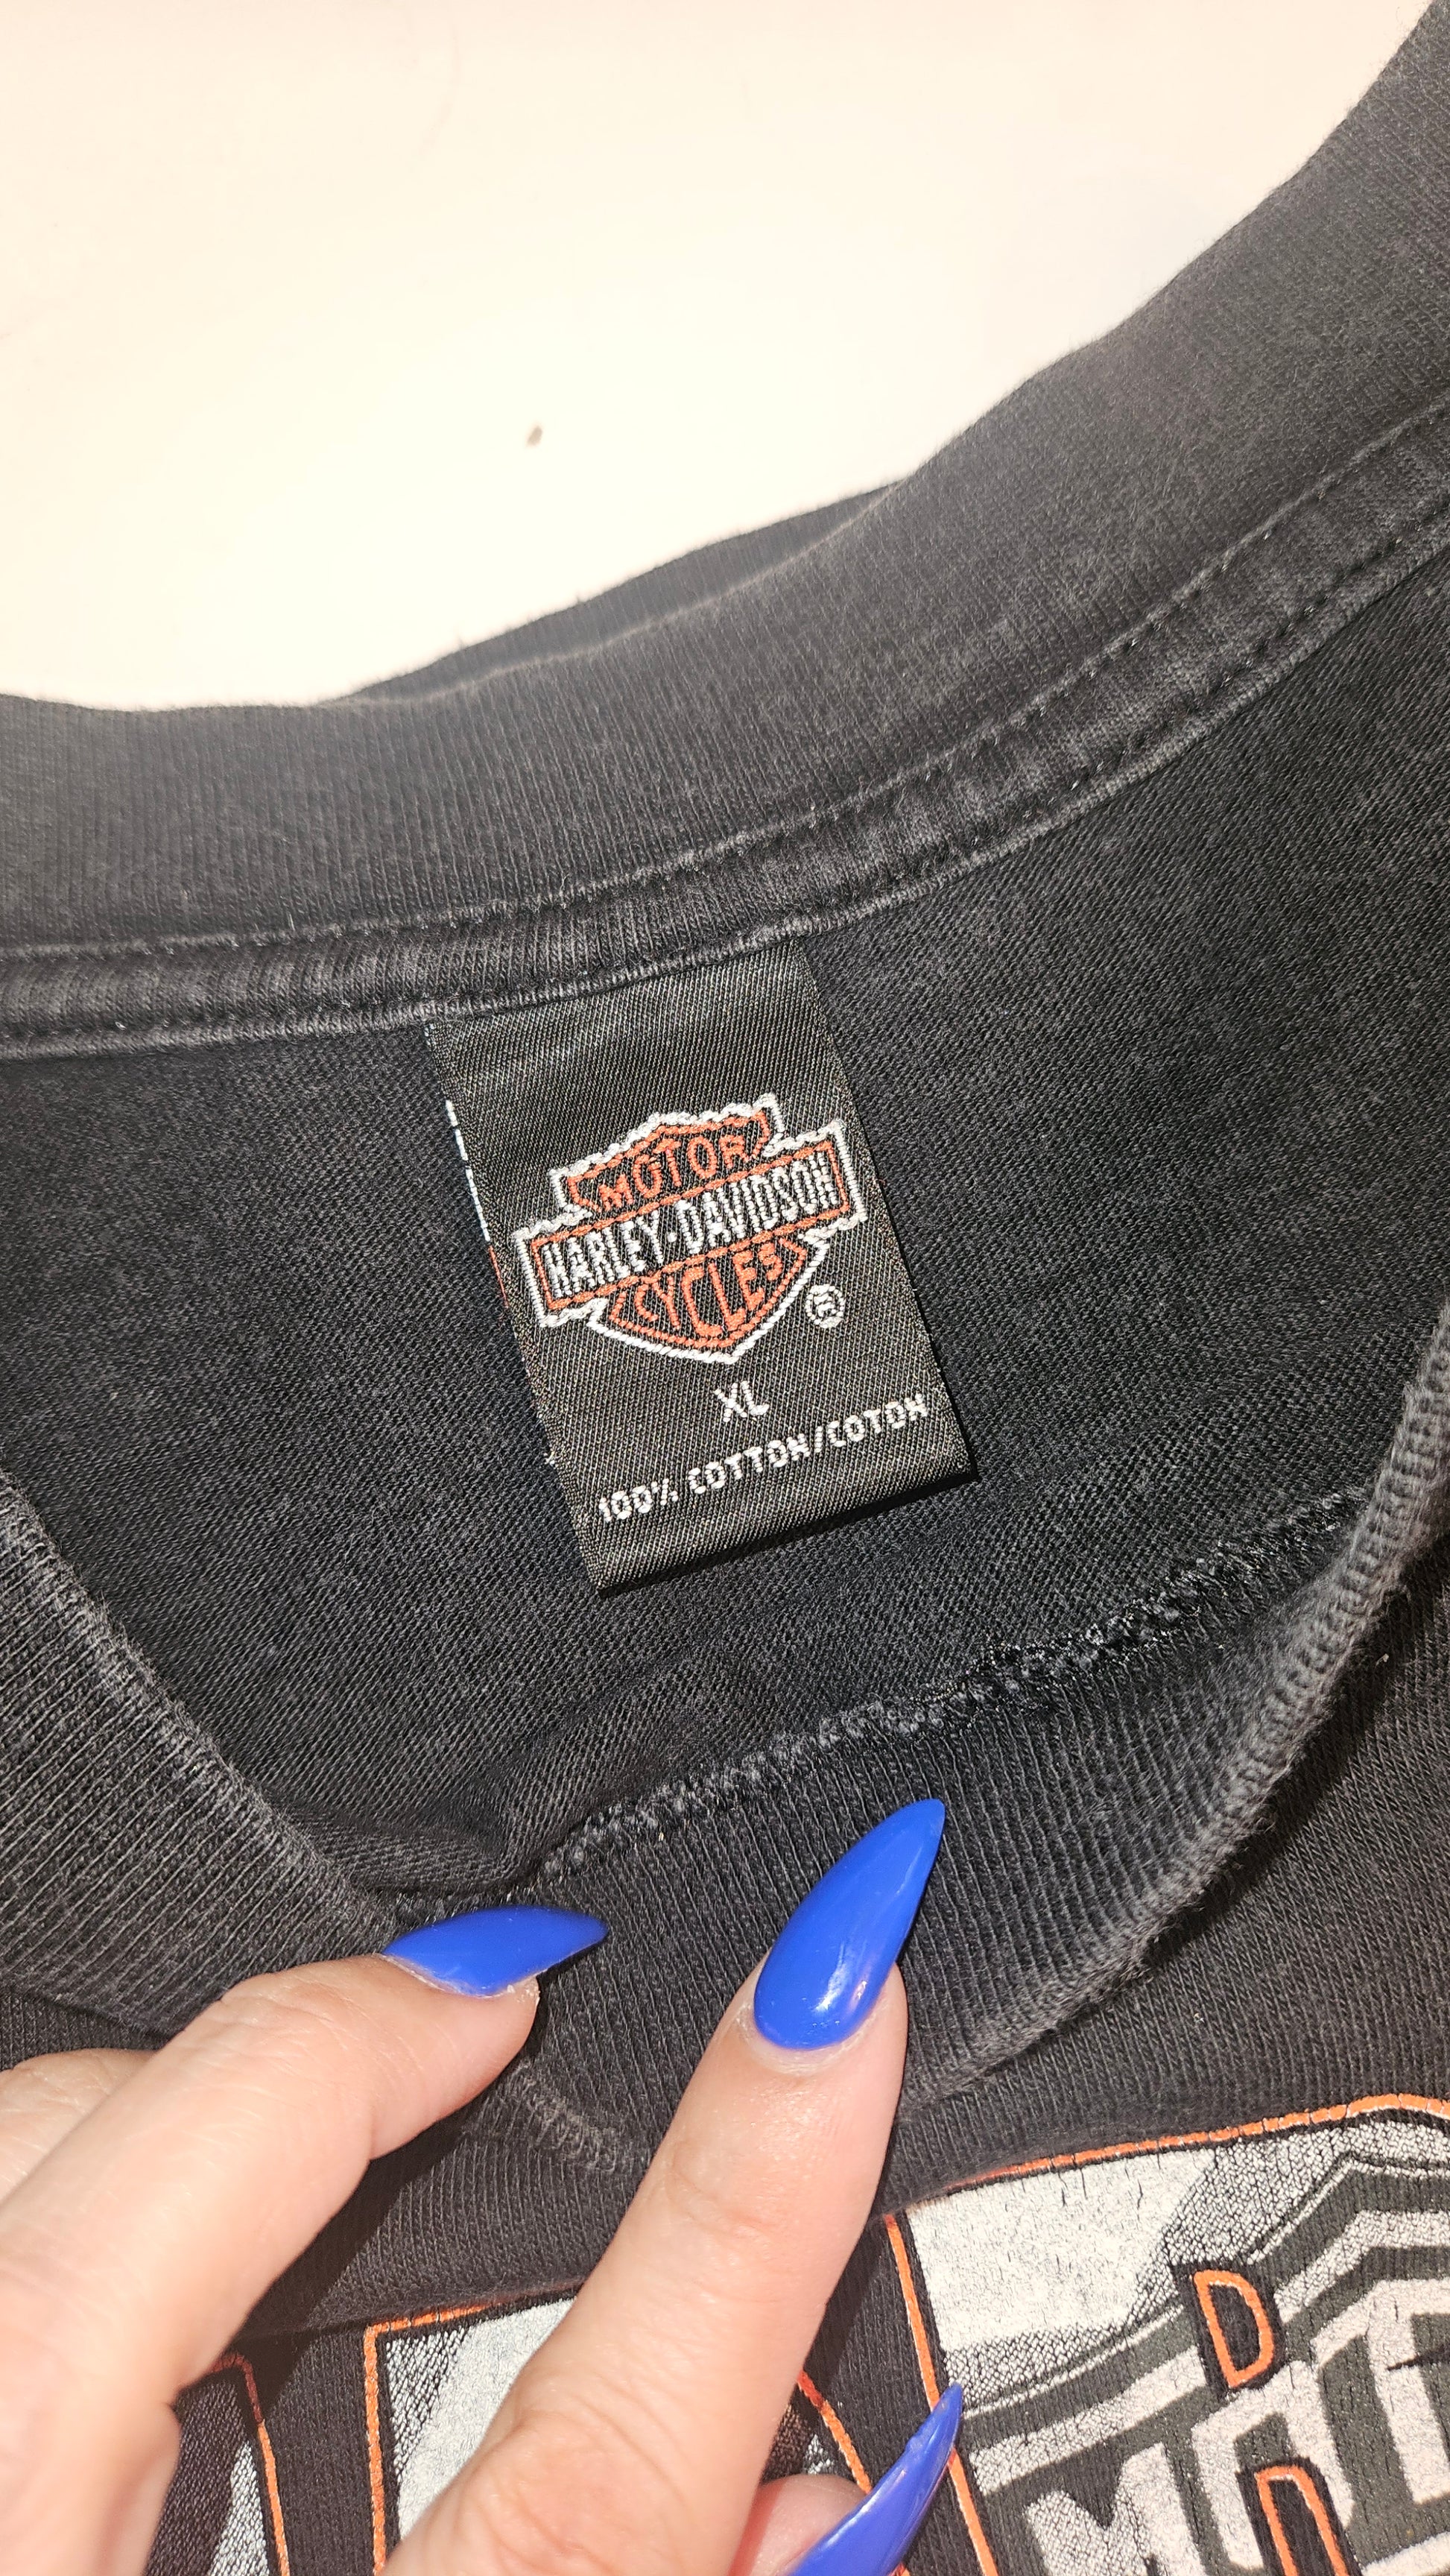 MOTOR
HARLEY-DAVIDSON
CYCLES
®
XL
100% COTTON/COTON